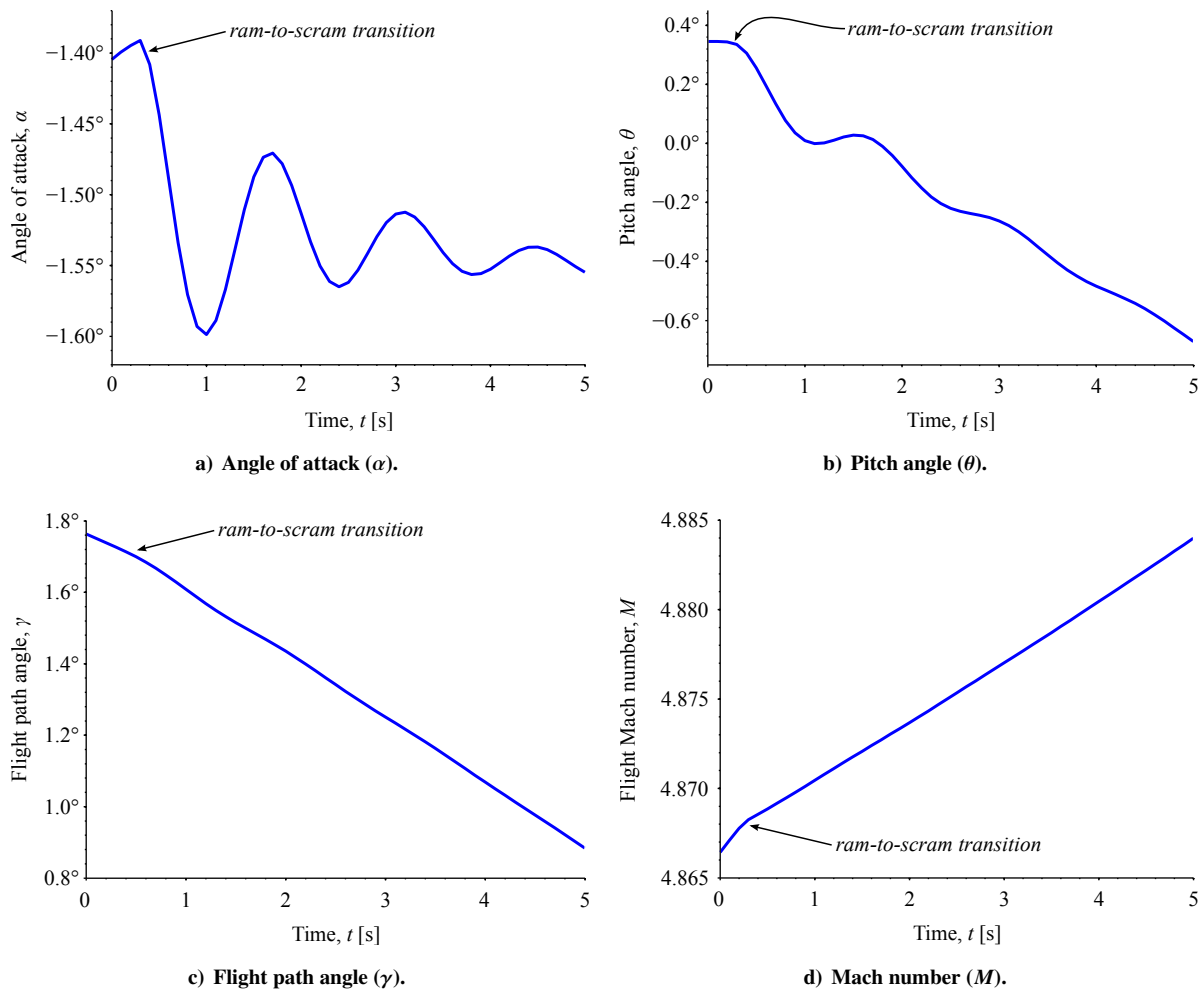 ram-to-scram transition
−1.40°
−1.45°
−1.50°
−1.55°
−1.60°
Angle of attack, α
0 1 2 3 4 5
Time, t [s]
a) Angle of attack (α).
ram-to-scram transition
0.4°
0.2°
0.0°
−0.2°
−0.4°
−0.6°
Pitch angle, θ
0 1 2 3 4 5
Time, t [s]
b) Pitch angle (θ).
ram-to-scram transition
1.8°
1.6°
1.4°
1.2°
1.0°
0.8°
Flight path angle, γ
0 1 2 3 4 5
Time, t [s]
c) Flight path angle (γ).
4.885
4.880
4.875
4.870
4.865
Flight Mach number, M
ram-to-scram transition
0 1 2 3 4 5
Time, t [s]
d) Mach number (M).